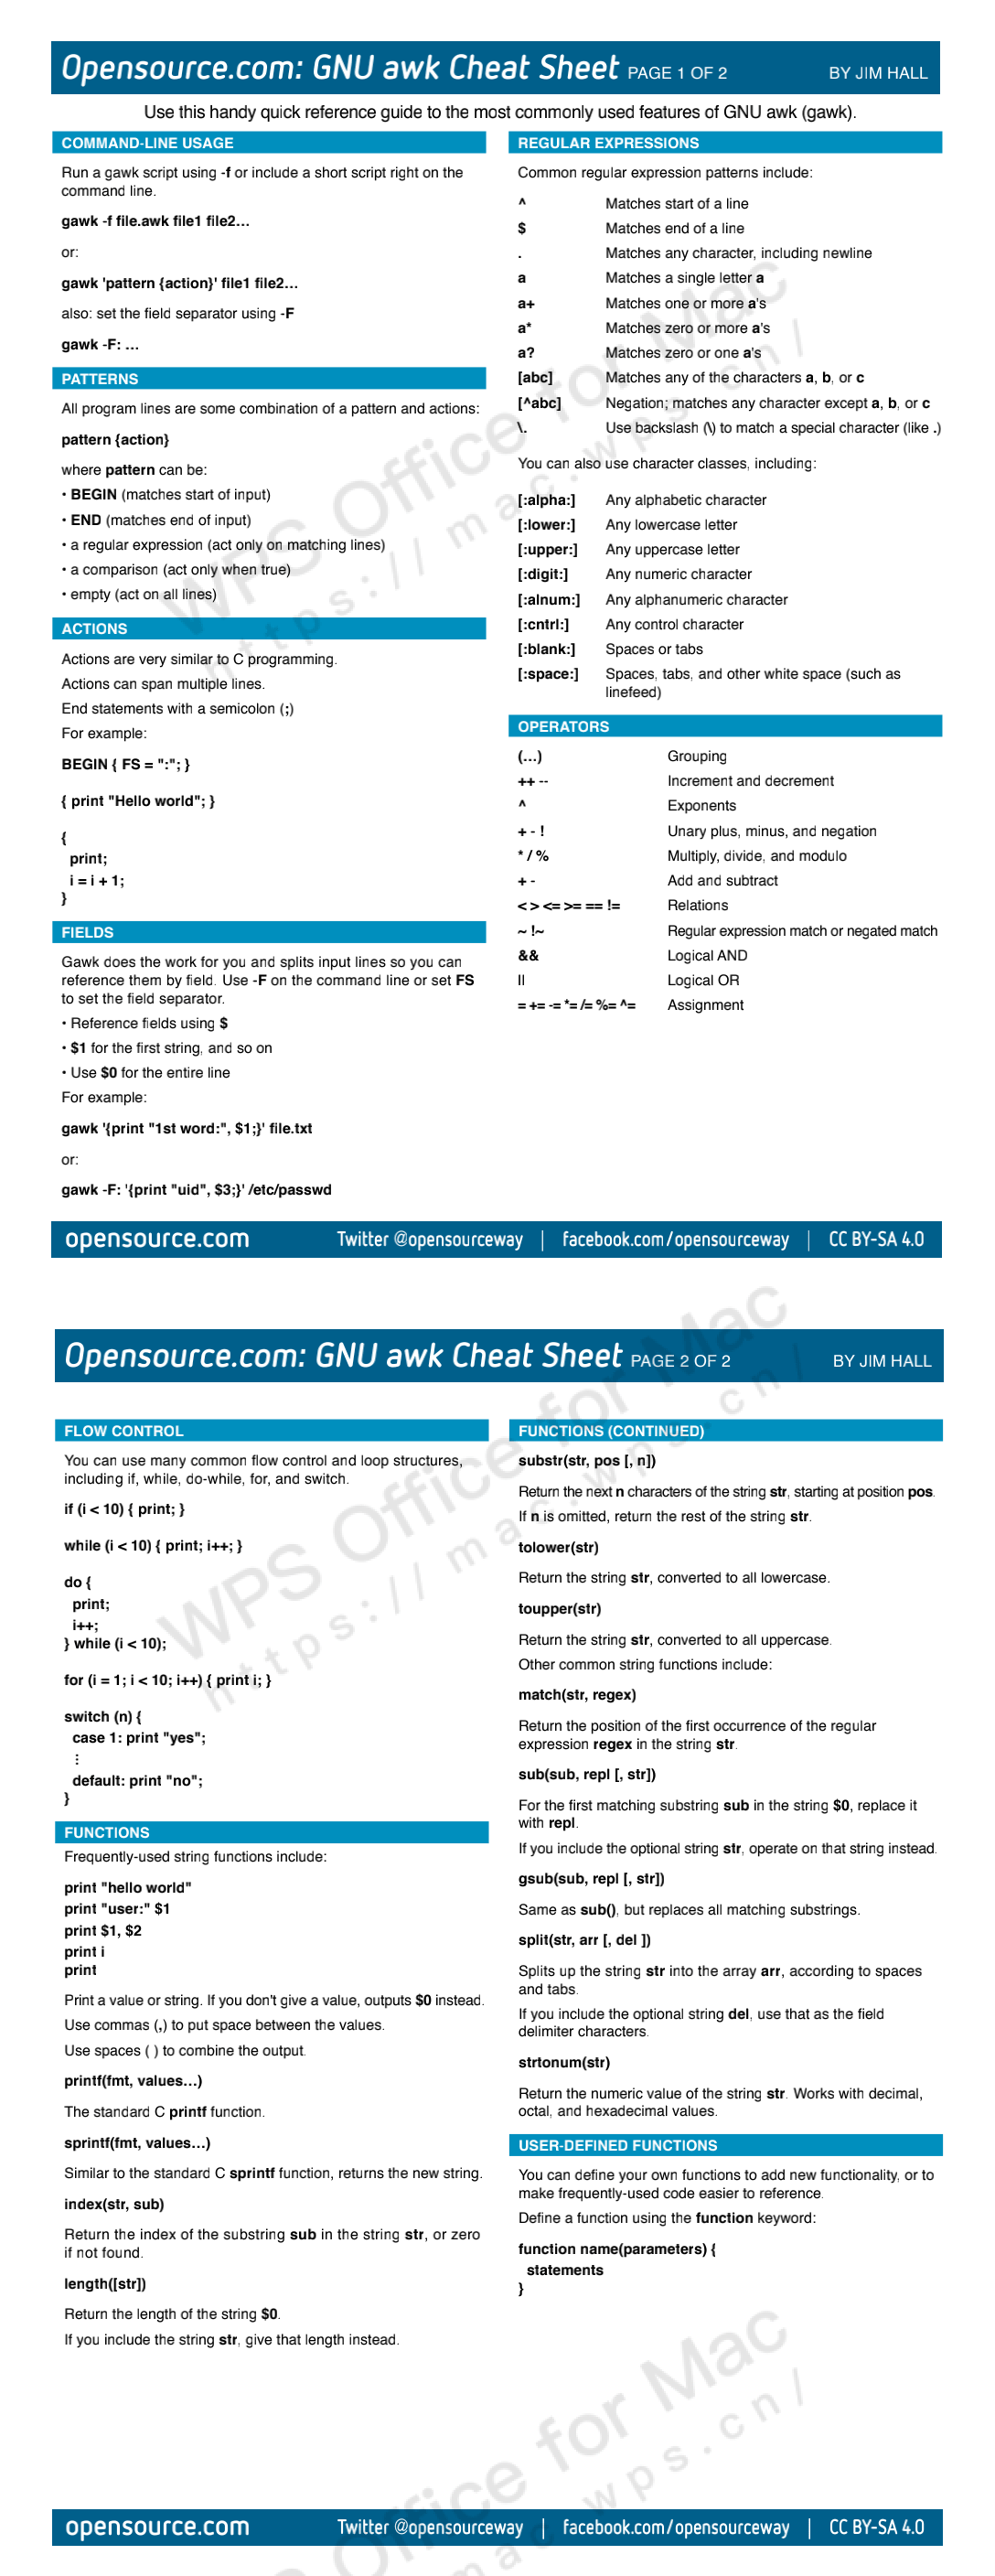 Opensource.com: GNU awk Cheat Sheet PAGE 1 OF 2 BY JIM HALL
Use this handy quick reference guide to the most commonly used features of GNU awk (gawk).
COMMAND-LINE USAGE
Run a gawk script using -f or include a short script right on the
command line.
gawk -f file.awk file1 file2…
or:
gawk 'pattern {action}' file1 file2…
also: set the field separator using -F
gawk -F: …
PATTERNS
All program lines are some combination of a pattern and actions:
pattern {action}
where pattern can be:
• BEGIN (matches start of input)
• END (matches end of input)
• a regular expression (act only on matching lines)
• a comparison (act only when true)
• empty (act on all lines)
ACTIONS
Actions are very similar to C programming.
Actions can span multiple lines.
End statements with a semicolon (;)
For example:
BEGIN { FS = ":"; }
{ print "Hello world"; }
{
print;
i = i + 1;
}
FIELDS
Gawk does the work for you and splits input lines so you can
reference them by field. Use -F on the command line or set FS
to set the field separator.
• Reference fields using $
• $1 for the first string, and so on
• Use $0 for the entire line
For example:
gawk '{print "1st word:", $1;}' file.txt
or:
gawk -F: '{print "uid", $3;}' /etc/passwd
REGULAR EXPRESSIONS
Common regular expression patterns include:
^ Matches start of a line
$ Matches end of a line
. Matches any character, including newline
a Matches a single letter a
a+ Matches one or more a's
a* Matches zero or more a's
a? Matches zero or one a's
[abc] Matches any of the characters a, b, or c
[^abc] Negation; matches any character except a, b, or c
\. Use backslash (\) to match a special character (like .)
You can also use character classes, including:
[:alpha:] Any alphabetic character
[:lower:] Any lowercase letter
[:upper:] Any uppercase letter
[:digit:] Any numeric character
[:alnum:] Any alphanumeric character
[:cntrl:] Any control character
[:blank:] Spaces or tabs
[:space:] Spaces, tabs, and other white space (such as
linefeed)
OPERATORS
(…) Grouping
++ -- Increment and decrement
^ Exponents
+ - ! Unary plus, minus, and negation
* / % Multiply, divide, and modulo
+ - Add and subtract
< > <= >= == != Relations
~ !~ Regular expression match or negated match
&& Logical AND
|| Logical OR
= += -= *= /= %= ^= Assignment
WPS Office for Mac
https://mac.wps.cn/
opensource.com Twitter @opensourceway | facebook.com/opensourceway | CC BY-SA 4.0
Opensource.com: GNU awk Cheat Sheet PAGE 2 OF 2 BY JIM HALL
FLOW CONTROL
You can use many common flow control and loop structures,
including if, while, do-while, for, and switch.
if (i < 10) { print; }
while (i < 10) { print; i++; }
do {
print;
i++;
} while (i < 10);
for (i = 1; i < 10; i++) { print i; }
switch (n) {
case 1: print "yes";
⋮
default: print "no";
}
FUNCTIONS
Frequently-used string functions include:
print "hello world"
print "user:" $1
print $1, $2
print i
print
Print a value or string. If you don't give a value, outputs $0 instead.
Use commas (,) to put space between the values.
Use spaces ( ) to combine the output.
printf(fmt, values…)
The standard C printf function.
sprintf(fmt, values…)
Similar to the standard C sprintf function, returns the new string.
index(str, sub)
Return the index of the substring sub in the string str, or zero
if not found.
length([str])
Return the length of the string $0.
If you include the string str, give that length instead.
FUNCTIONS (CONTINUED)
substr(str, pos [, n])
Return the next n characters of the string str, starting at position pos.
If n is omitted, return the rest of the string str.
tolower(str)
Return the string str, converted to all lowercase.
toupper(str)
Return the string str, converted to all uppercase.
Other common string functions include:
match(str, regex)
Return the position of the first occurrence of the regular
expression regex in the string str.
sub(sub, repl [, str])
For the first matching substring sub in the string $0, replace it
with repl.
If you include the optional string str, operate on that string instead.
gsub(sub, repl [, str])
Same as sub(), but replaces all matching substrings.
split(str, arr [, del ])
Splits up the string str into the array arr, according to spaces
and tabs.
If you include the optional string del, use that as the field
delimiter characters.
strtonum(str)
Return the numeric value of the string str. Works with decimal,
octal, and hexadecimal values.
USER-DEFINED FUNCTIONS
You can define your own functions to add new functionality, or to
make frequently-used code easier to reference.
Define a function using the function keyword:
function name(parameters) {
statements
}
WPS Office for Mac
https://mac.wps.cn/
S Office for Mac
mac.wps.cn/
opensource.com Twitter @opensourceway | facebook.com/opensourceway | CC BY-SA 4.0